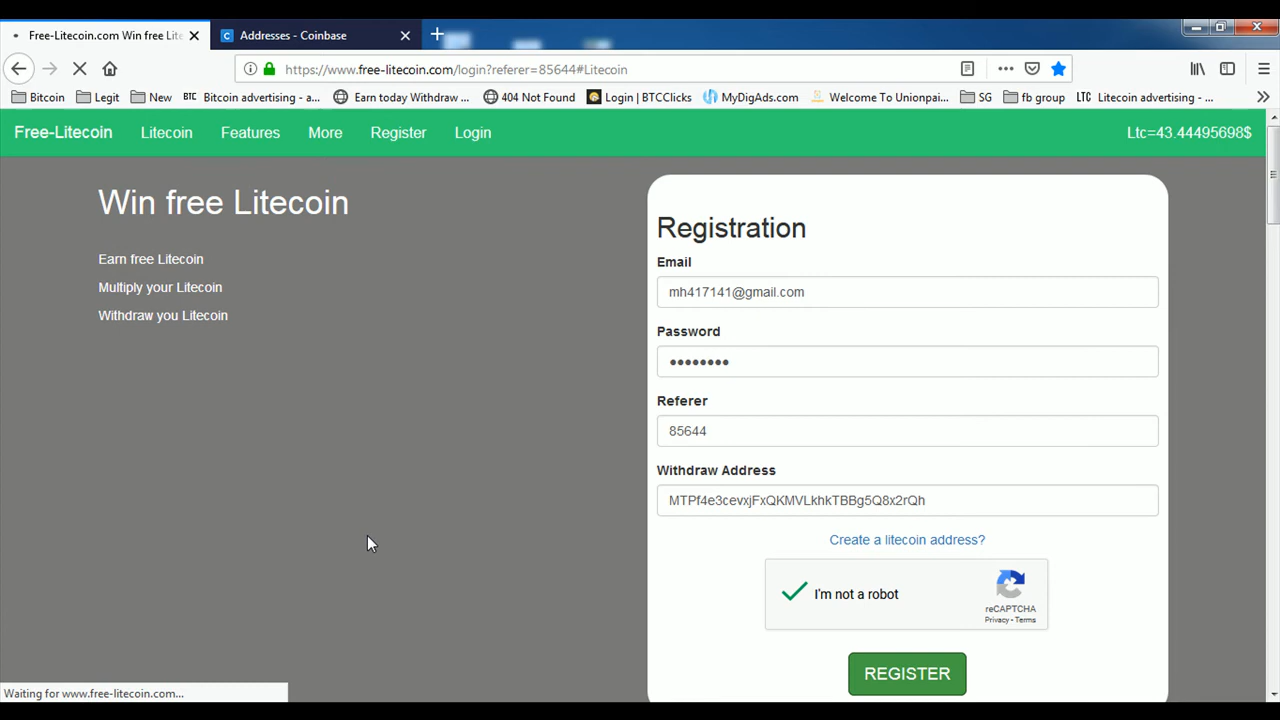 Free-Litecoin.com Win free Lite
Addresses - Coinbase
https://www.free-litecoin.com/login?referer=85644#Litecoin
Bitcoin
Legit
New
BTC Bitcoin advertising - a...
Earn today Withdraw ...
404 Not Found
Login | BTCClicks
MyDigAds.com
Welcome To Unionpai...
SG
fb group
LTC Litecoin advertising - ...
Free-Litecoin Litecoin Features More Register Login Ltc=43.44495698$
Win free Litecoin
Earn free Litecoin
Multiply your Litecoin
Withdraw you Litecoin
Registration
Email
mh417141@gmail.com
Password
●●●●●●●●
Referer
85644
Withdraw Address
MTPf4e3cevxjFxQKMVLkhkTBBg5Q8x2rQh
Create a litecoin address?
I'm not a robot
reCAPTCHA
Privacy - Terms
REGISTER
Waiting for www.free-litecoin.com...